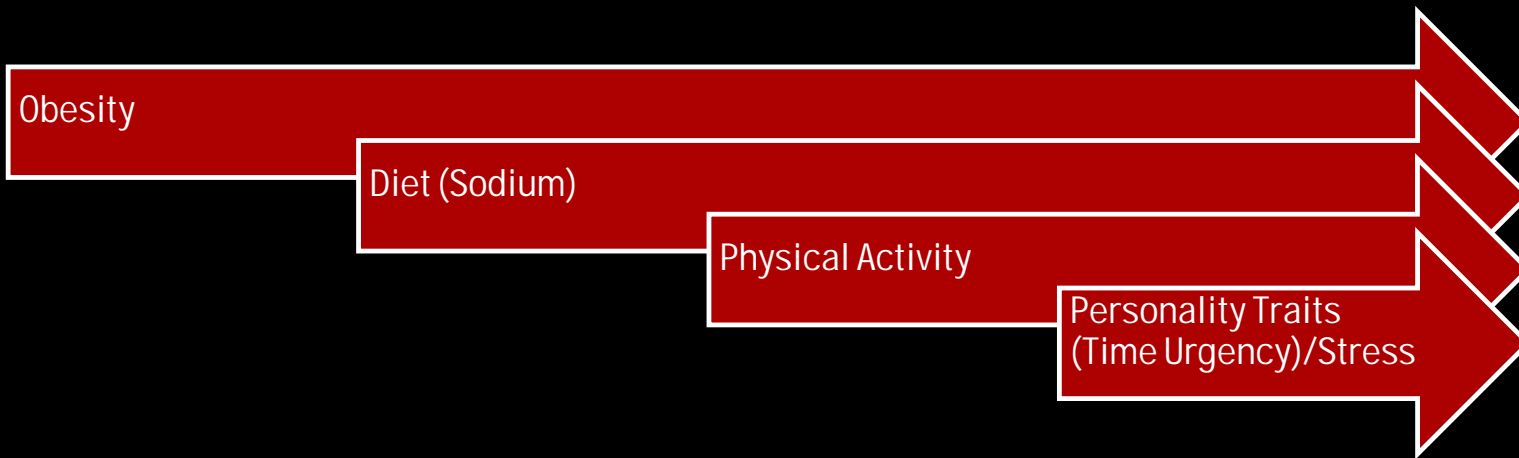 Obesity
Diet (Sodium)
Physical Activity
Personality Traits
(Time Urgency)/Stress